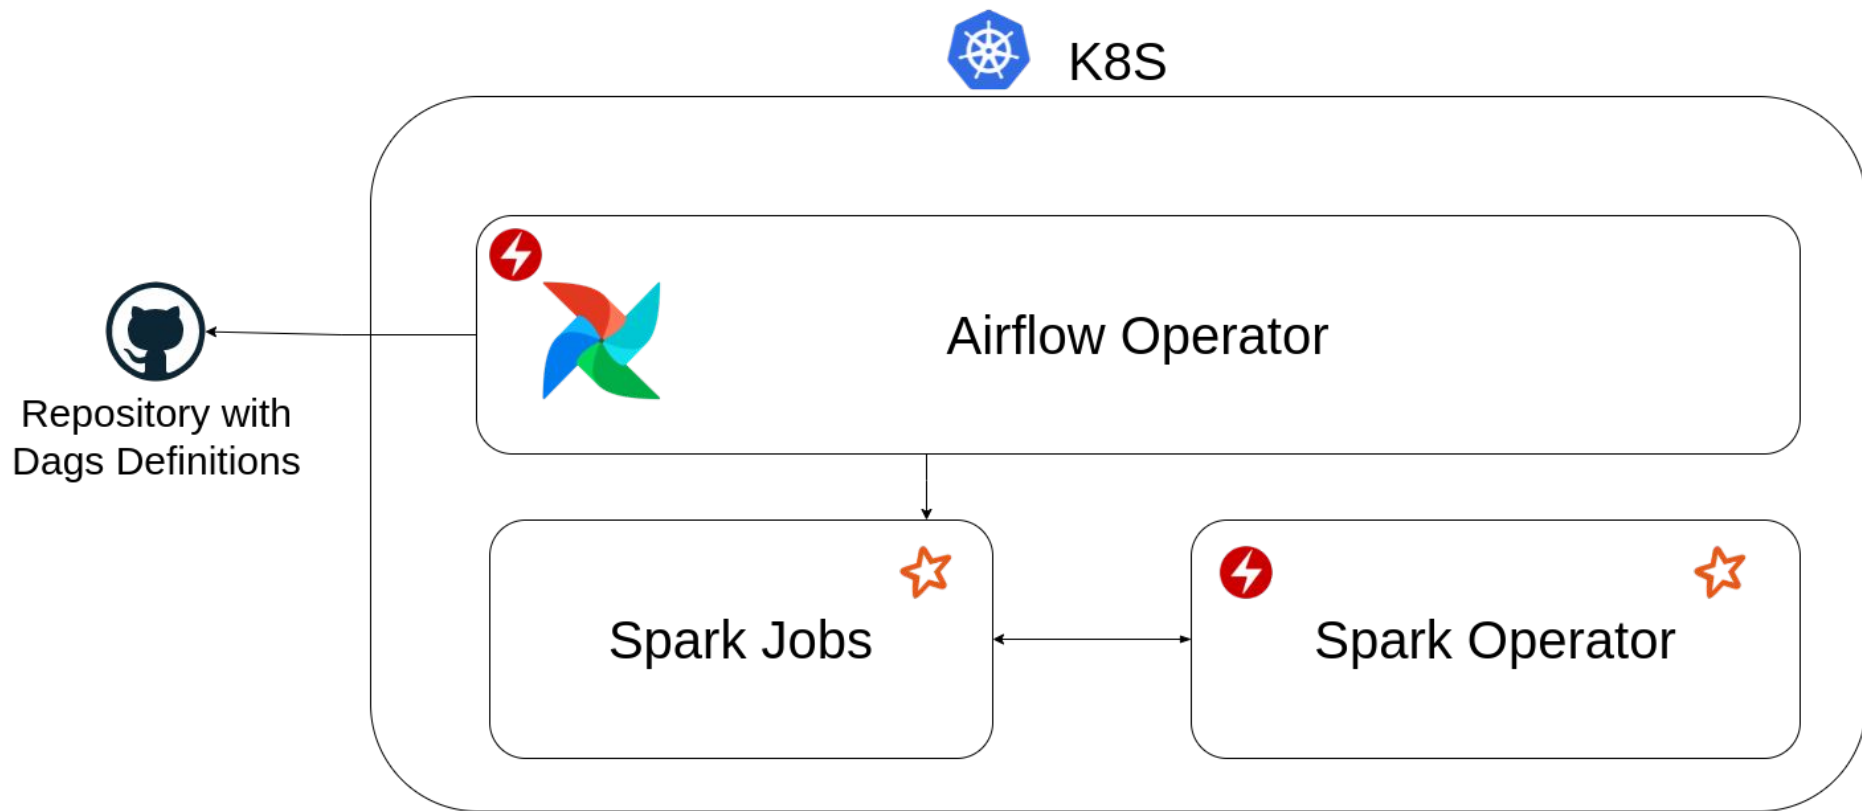 K8S
Airflow Operator
Repository with
Dags Definitions
Spark Jobs
Spark Operator